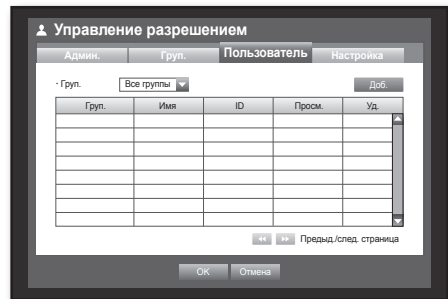 Управление разрешением
Админ. Груп. Пользователь Настройка
· Груп. Все группы Доб.
Груп. Имя ID Просм. Уд.
Предыд./след. страница
OK Отмена